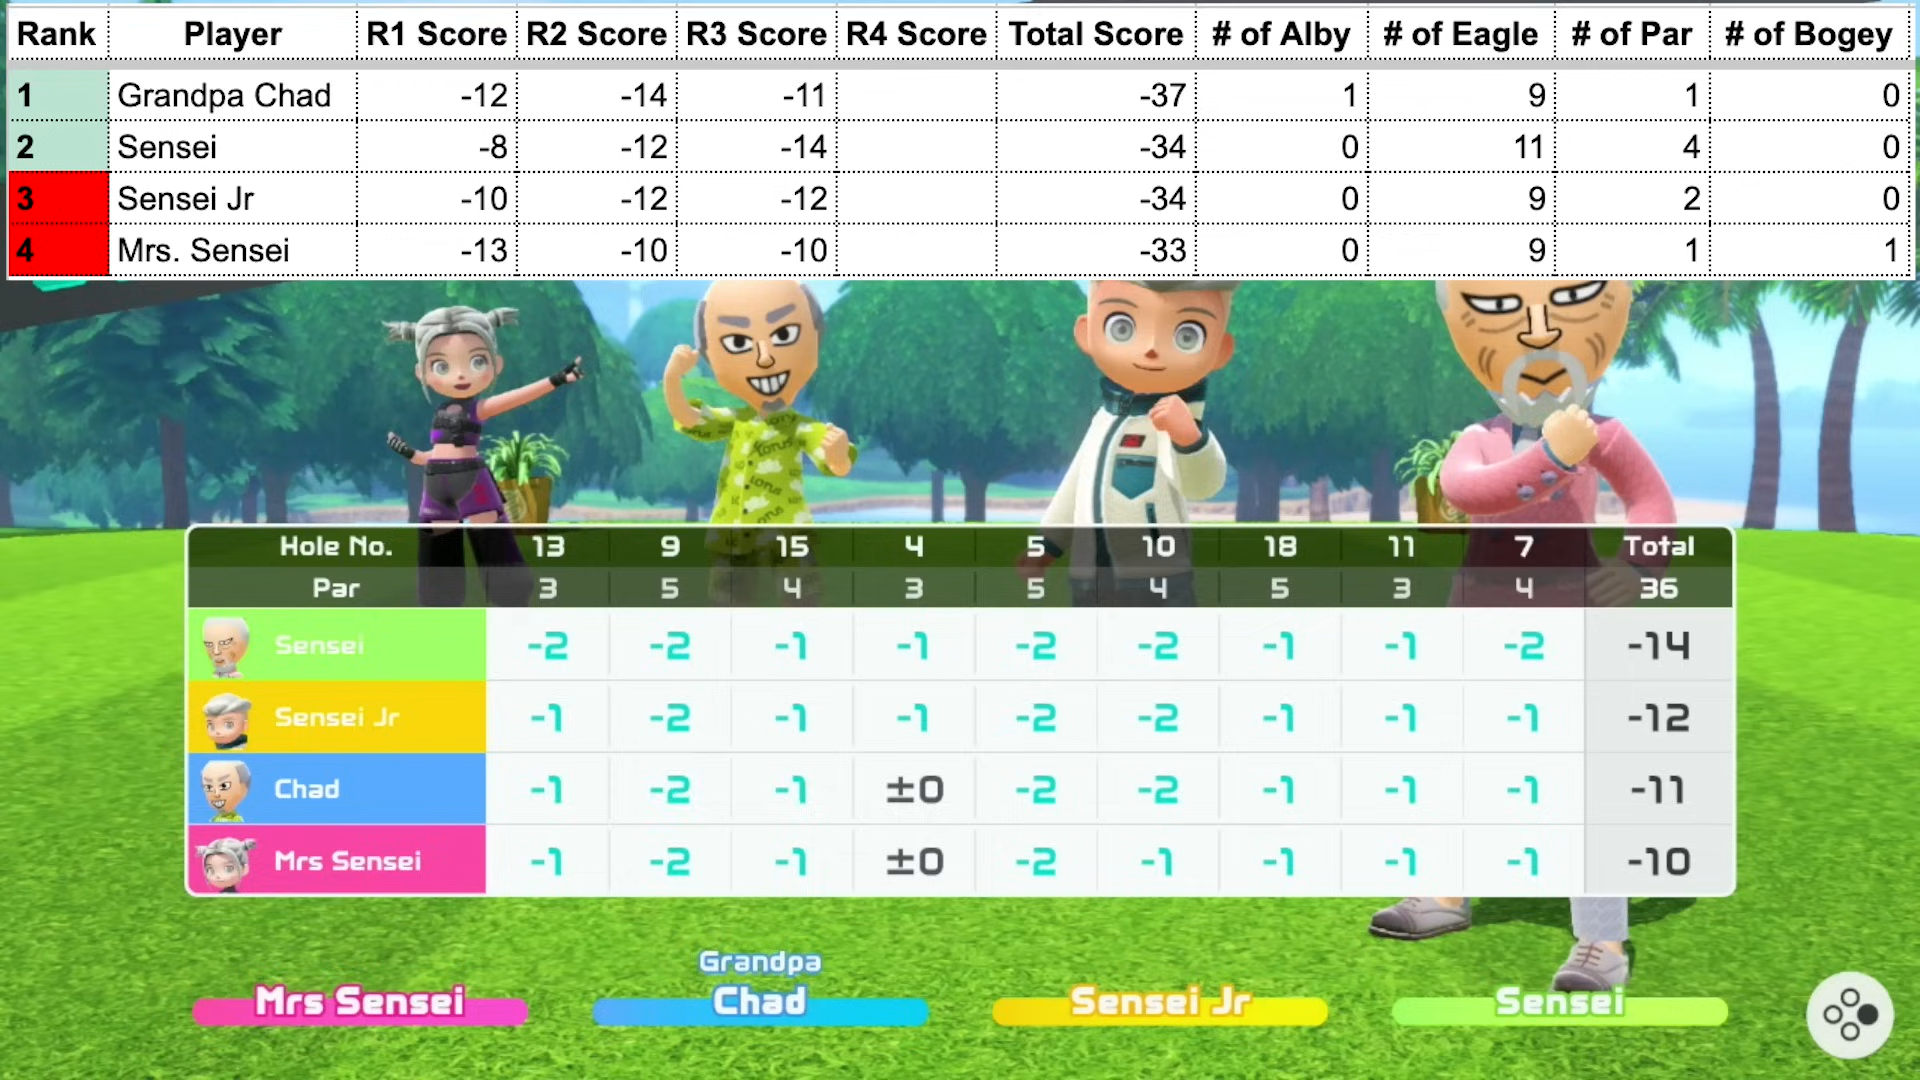 Rank Player R1 Score R2 Score R3 Score R4 Score Total Score # of Alby # of Eagle # of Par # of Bogey
1 Grandpa Chad -12 -14 -11 -37 1 9 1 0
2 Sensei -8 -12 -14 -34 0 11 4 0
3 Sensei Jr -10 -12 -12 -34 0 9 2 0
4 Mrs. Sensei -13 -10 -10 -33 0 9 1 1
Hole No. 13 9 15 4 5 10 18 11 7 Total
Par 3 5 4 3 5 4 5 3 4 36
Sensei -2 -2 -1 -1 -2 -2 -1 -1 -2 -14
Sensei Jr -1 -2 -1 -1 -2 -2 -1 -1 -1 -12
Chad -1 -2 -1 ±0 -2 -2 -1 -1 -1 -11
Mrs Sensei -1 -2 -1 ±0 -2 -1 -1 -1 -1 -10
Grandpa
Mrs Sensei Chad Sensei Jr Sensei